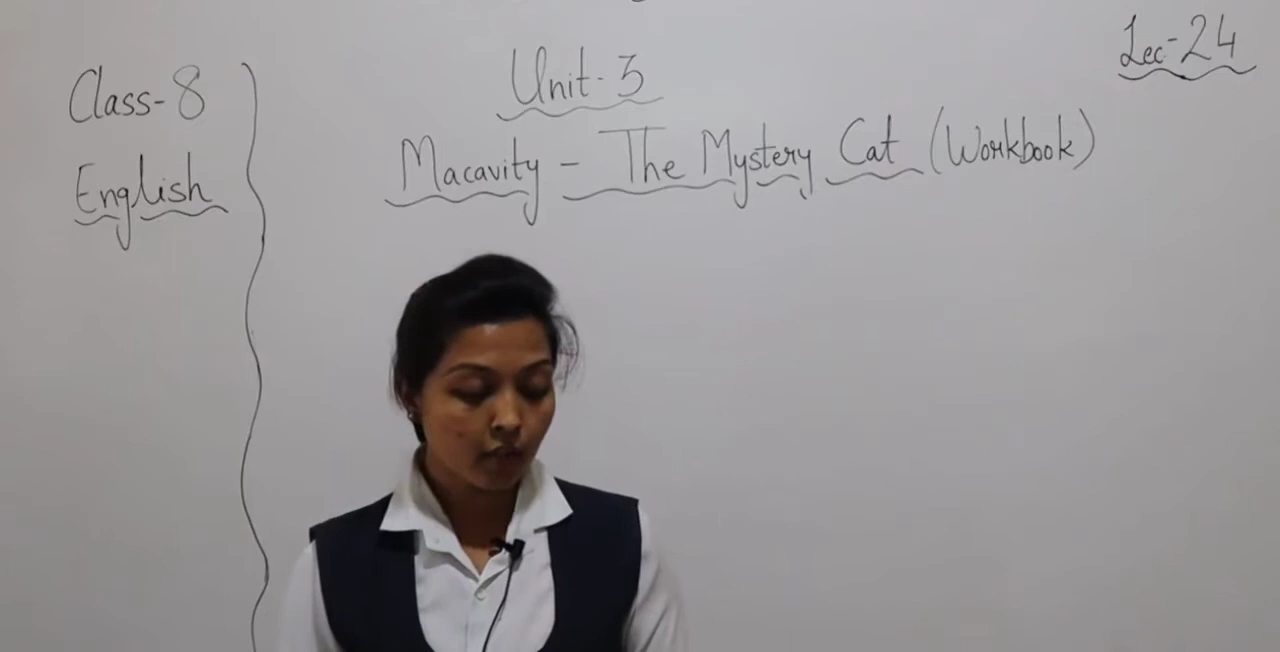 Lec-24
Class-8
English
Unit-3
Macavity - The Mystery Cat (Workbook)